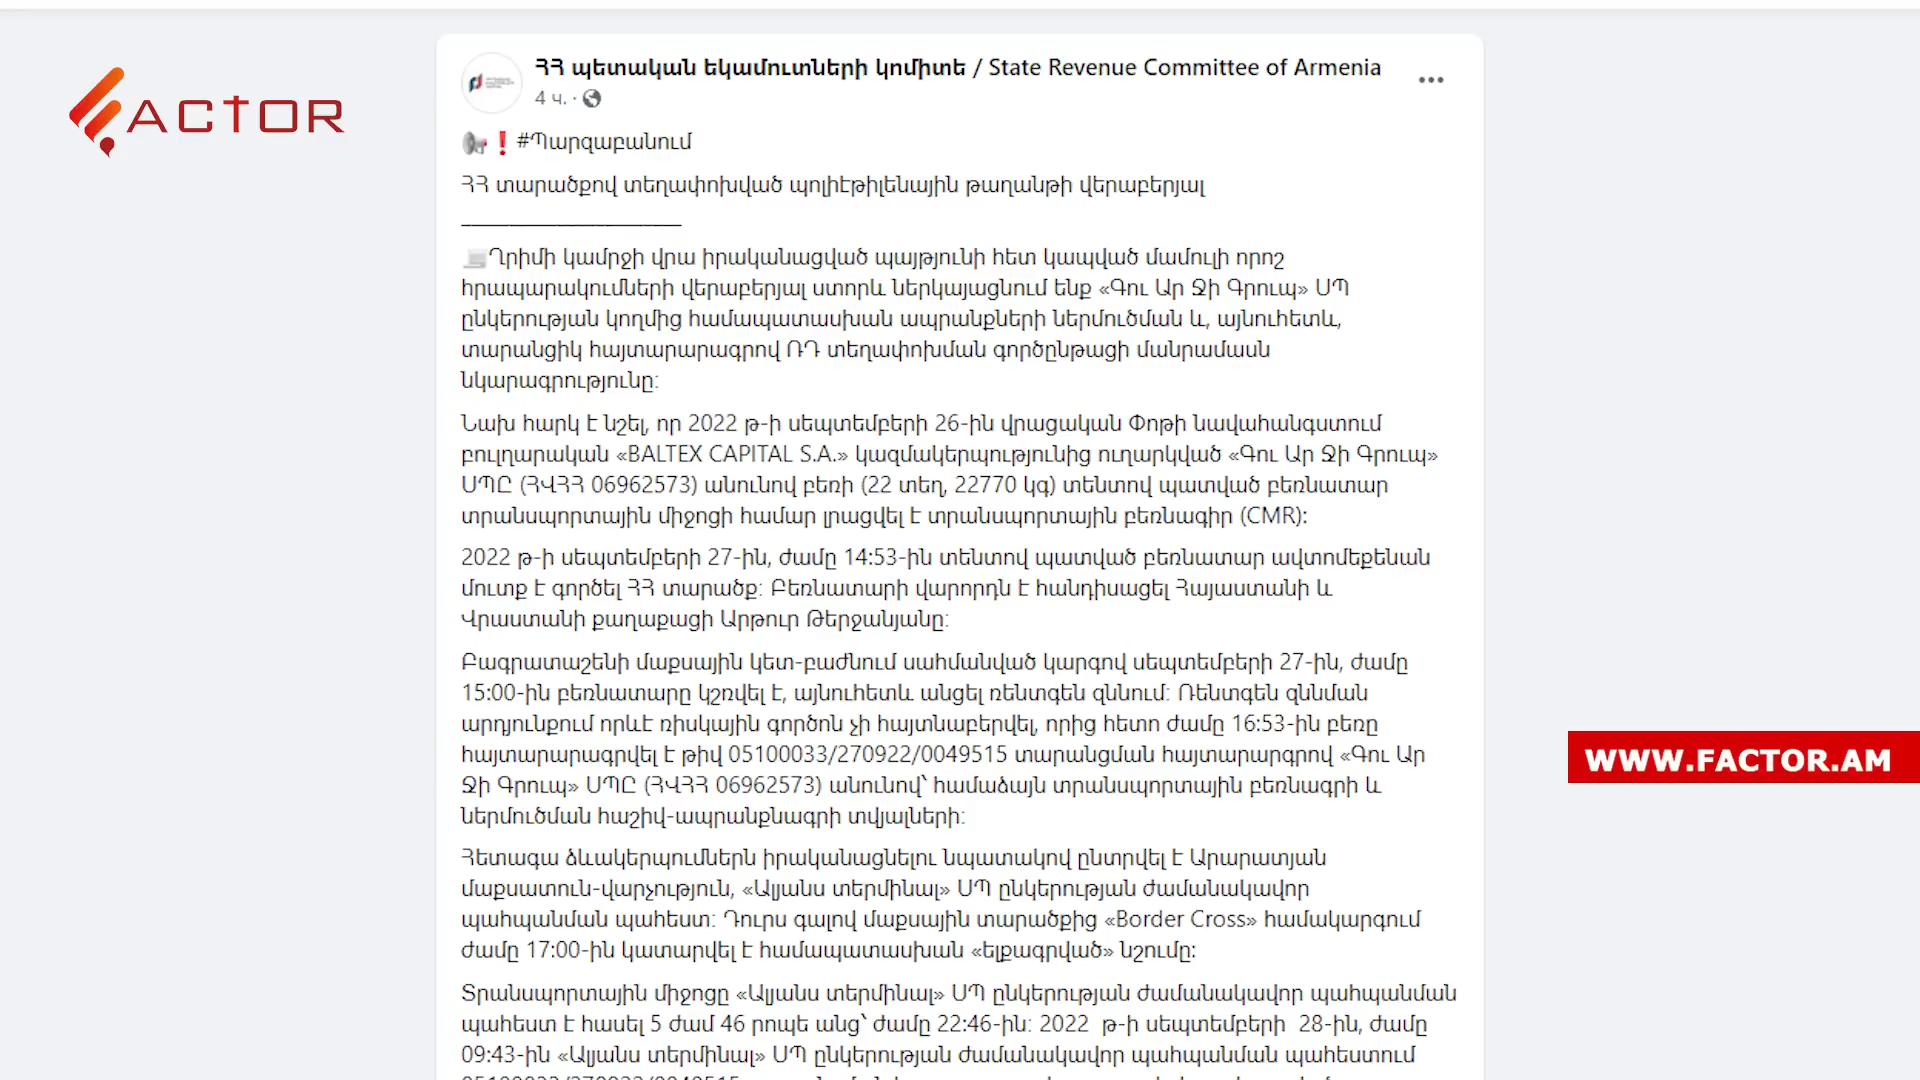 FACTOR
ՀՀ պետական եկամուտների կոմիտե / State Revenue Committee of Armenia
4 ч. ·
#Պարզաբանում
ՀՀ տարածքով տեղափոխված պոլիէթիլենային թաղանթի վերաբերյալ
____________________
Ղրիմի կամրջի վրա իրականացված պայթյունի հետ կապված մամուլի որոշ
հրապարակումների վերաբերյալ ստորև ներկայացնում ենք «ԳուԱր Ջի Գրուպ» ՍՊ
ընկերության կողմից համապատասխան ապրանքների ներմուծման և, այնուհետև,
տարանցիկ հայտարարագրով ՌԴ տեղափոխման գործընթացի մանրամասն
նկարագրությունը։
Նախ հարկ է նշել, որ 2022 թ-ի սեպտեմբերի 26-ին վրացական Փոթի նավահանգստում
բուլղարական «BALTEX CAPITAL S.A.» կազմակերպությունից ուղարկված «Գու Ար Ջի Գրուպ»
ՍՊԸ (ՀՎՀՀ 06962573) անունով բեռի (22 տեղ, 22770 կգ) տենտով պատված բեռնատար
տրանսպորտային միջոցի համար լրացվել է տրանսպորտային բեռնագիր (CMR):
2022 թ-ի սեպտեմբերի 27-ին, ժամը 14:53-ին տենտով պատված բեռնատար ավտոմեքենան
մուտք է գործել ՀՀ տարածք։ Բեռնատարի վարորդն է հանդիսացել Հայաստանի և
Վրաստանի քաղաքացի Արթուր Թերջանյանը։
Բագրատաշենի մաքսային կետ-բաժնում սահմանված կարգով սեպտեմբերի 27-ին, ժամը
15:00-ին բեռնատարը կշռվել է, այնուհետև անցել ռենտգեն զննում։ Ռենտգեն զննման
արդյունքում որևէ ռիսկային գործոն չի հայտնաբերվել, որից հետո ժամը 16:53-ին բեռը
հայտարարագրվել է թիվ 05100033/270922/0049515 տարանցման հայտարարգրով «Գու Ար
Ջի Գրուպ» ՍՊԸ (ՀՎՀՀ 06962573) անունով՝ համաձայն տրանսպորտային բեռնագրի և
ներմուծման հաշիվ-ապրանքնագրի տվյալների։
Հետագա ձևակերպումներն իրականացնելու նպատակով ընտրվել է Արարատյան
մաքսատուն-վարչություն, «Ալյանս տերմինալ» ՍՊ ընկերության ժամանակավոր
պահպանման պահեստ։ Դուրս գալով մաքսային տարածքից «Border Cross» համակարգում
ժամը 17:00-ին կատարվել է համապատասխան «ելքագրված» նշումը:
Տրանսպորտային միջոցը «Ալյանս տերմինալ» ՍՊ ընկերության ժամանակավոր պահպանման
պահեստ է հասել 5 ժամ 46 րոպե անց՝ ժամը 22:46-ին։ 2022 թ-ի սեպտեմբերի 28-ին, ժամը
09:43-ին «Ալյանս տերմինալ» ՍՊ ընկերության ժամանակավոր պահպանման պահեստում
WWW.FACTOR.AM